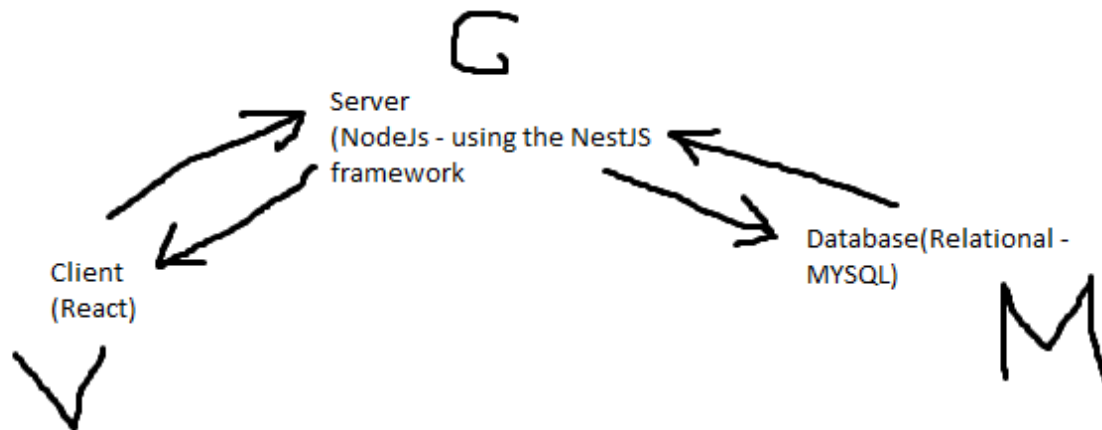 G
Server
(NodeJs - using the NestJS
framework
Database(Relational -
MYSQL)
Client
(React)
M
V